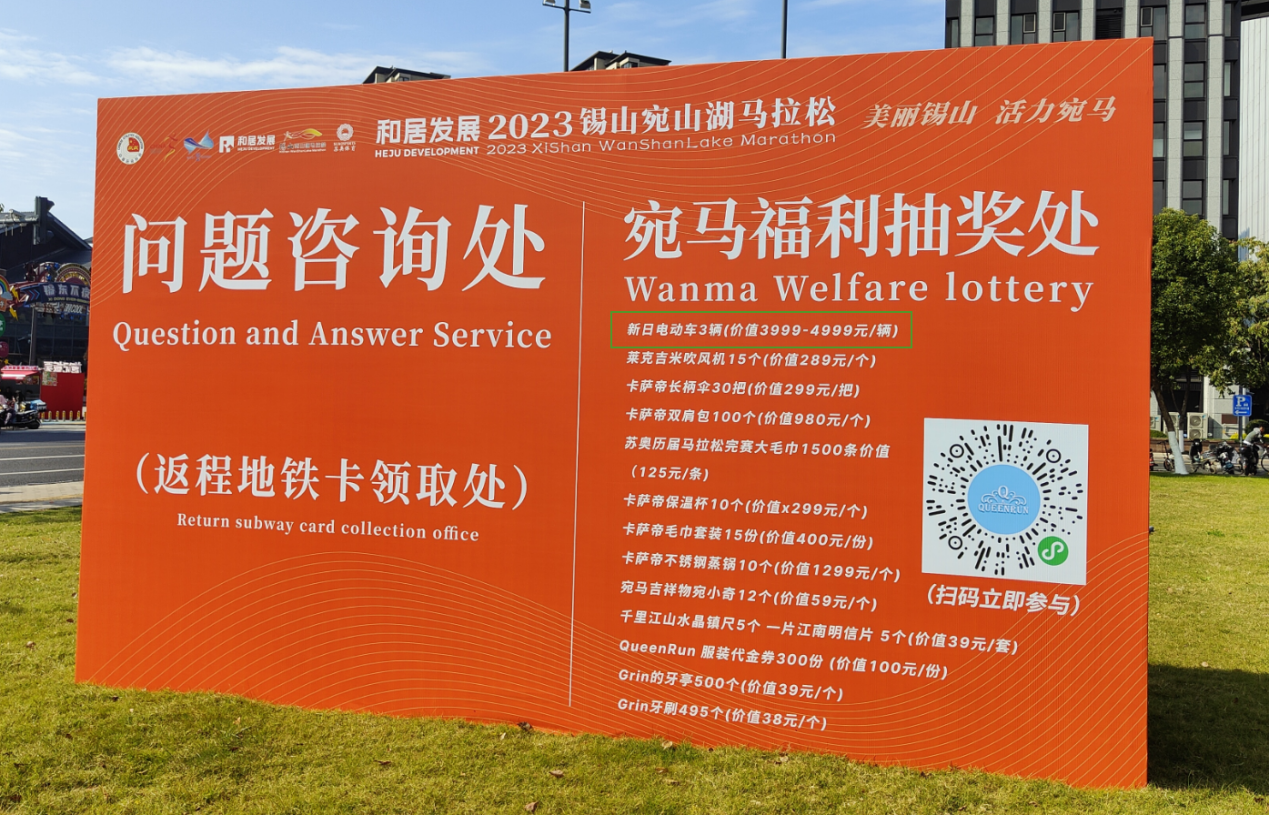 和居发展
HEJU DEVELOPMENT
和居发展
HEJU DEVELOPMENT
2023锡山宛山湖马拉松
2023 XiShan WanShanLake Marathon
美丽锡山 活力宛马
问题咨询处
Question and Answer Service
（返程地铁卡领取处）
Return subway card collection office
宛马福利抽奖处
Wanma Welfare lottery
新日电动车3辆(价值3999-4999元/辆)
莱克吉米吹风机15个(价值289元/个)
卡萨帝长柄伞30把(价值299元/把)
卡萨帝双肩包100个(价值980元/个)
苏奥历届马拉松完赛大毛巾1500条价值
（125元/条)
卡萨帝保温杯10个(价值x299元/个)
卡萨帝毛巾套装15份(价值400元/份)
卡萨帝不锈钢蒸锅10个(价值1299元/个)
宛马吉祥物宛小奇12个(价值59元/个)
千里江山水晶镇尺5个 一片江南明信片 5个(价值39元/套)
QueenRun 服装代金券300份 (价值100元/份)
Grin的牙亭500个(价值39元/个)
Grin牙刷495个(价值38元/个)
QUEENRUN
（扫码立即参与）
P